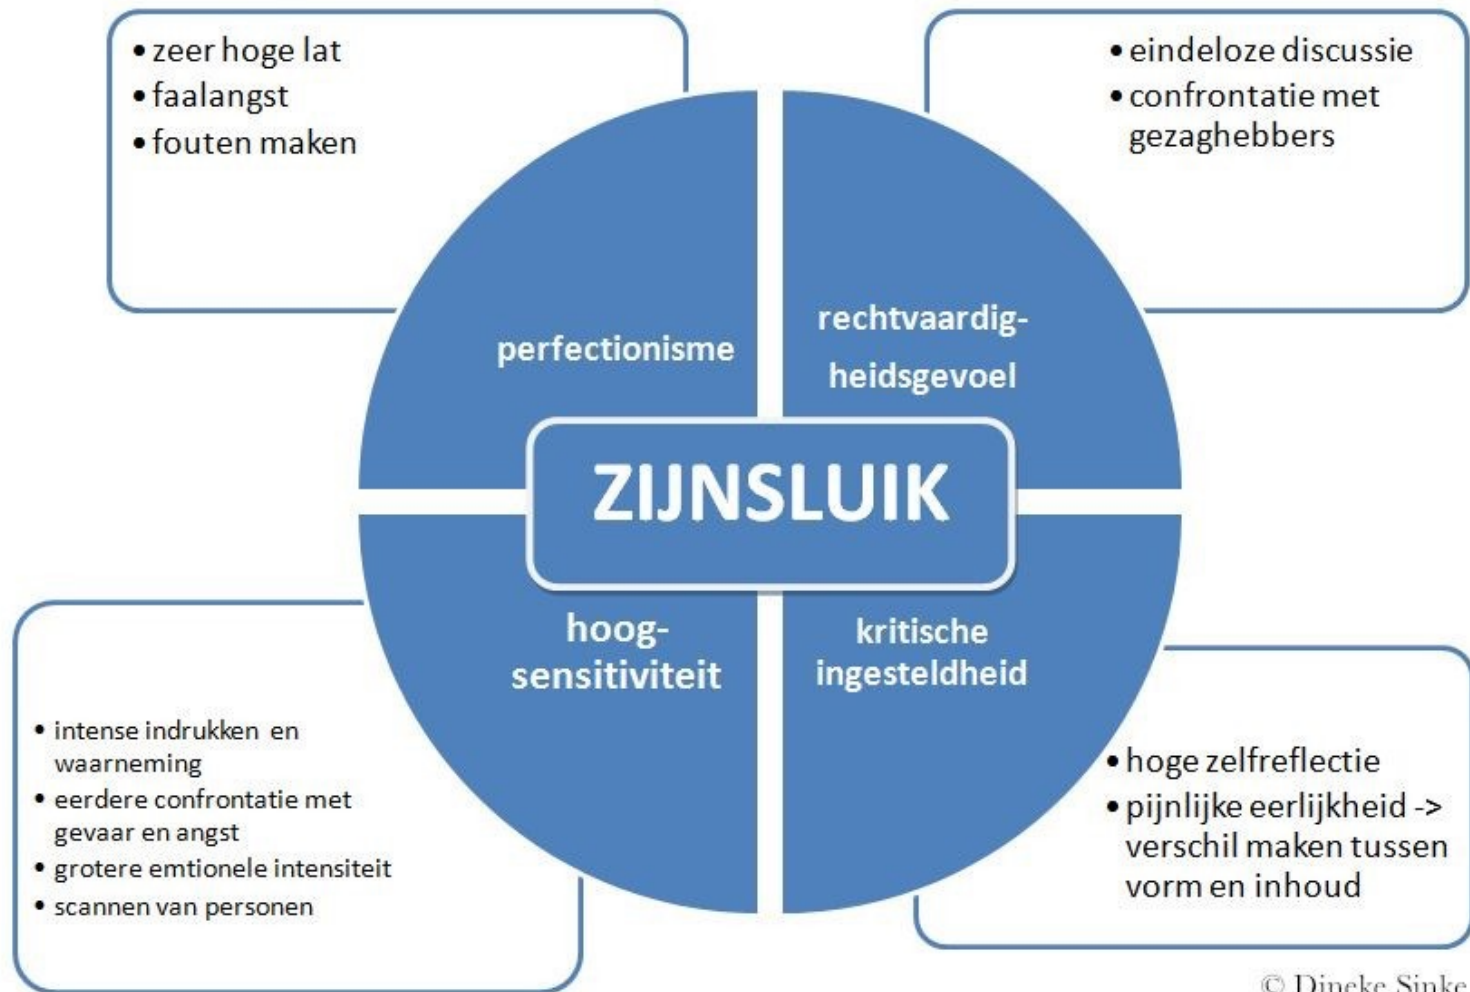 • zeer hoge lat
• faalangst
• fouten maken
• eindeloze discussie
• confrontatie met
gezaghebbers
perfectionisme
rechtvaardig-
heidsgevoel
ZIJNSLUIK
hoog-
sensitiviteit
kritische
ingesteldheid
• intense indrukken en
waarneming
• eerdere confrontatie met
gevaar en angst
• grotere emtionele intensiteit
• scannen van personen
• hoge zelfreflectie
• pijnlijke eerlijkheid ->
verschil maken tussen
vorm en inhoud
© Dineke Sinke